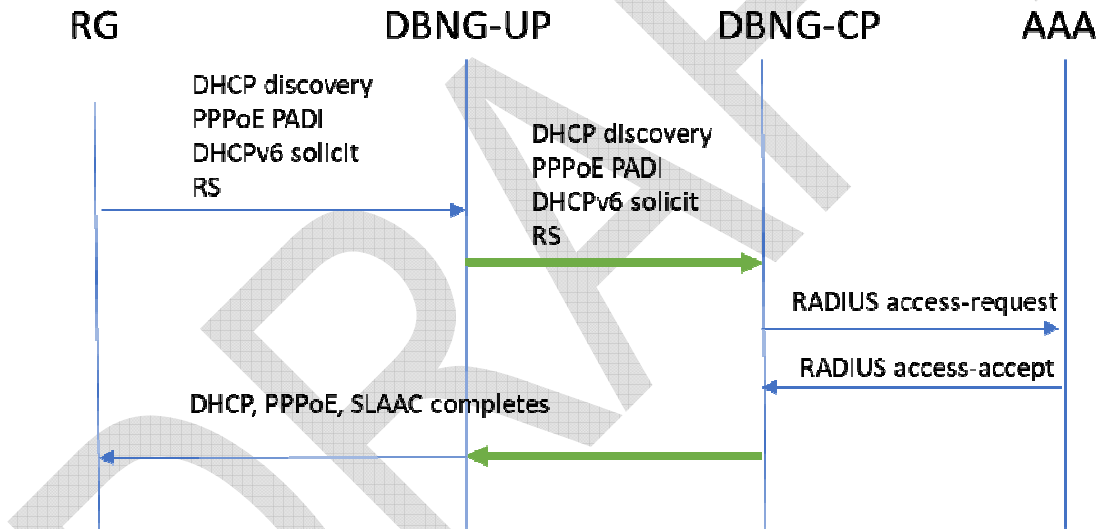 RG
DBNG-UP
DBNG-CP
AAA
DHCP discovery
PPPoE PADI
DHCPv6 solicit
RS
DHCP discovery
PPPoE PADI
DHCPv6 solicit
RS
RADIUS access-request
RADIUS access-accept
DHCP, PPPoE, SLAAC completes
DRAF